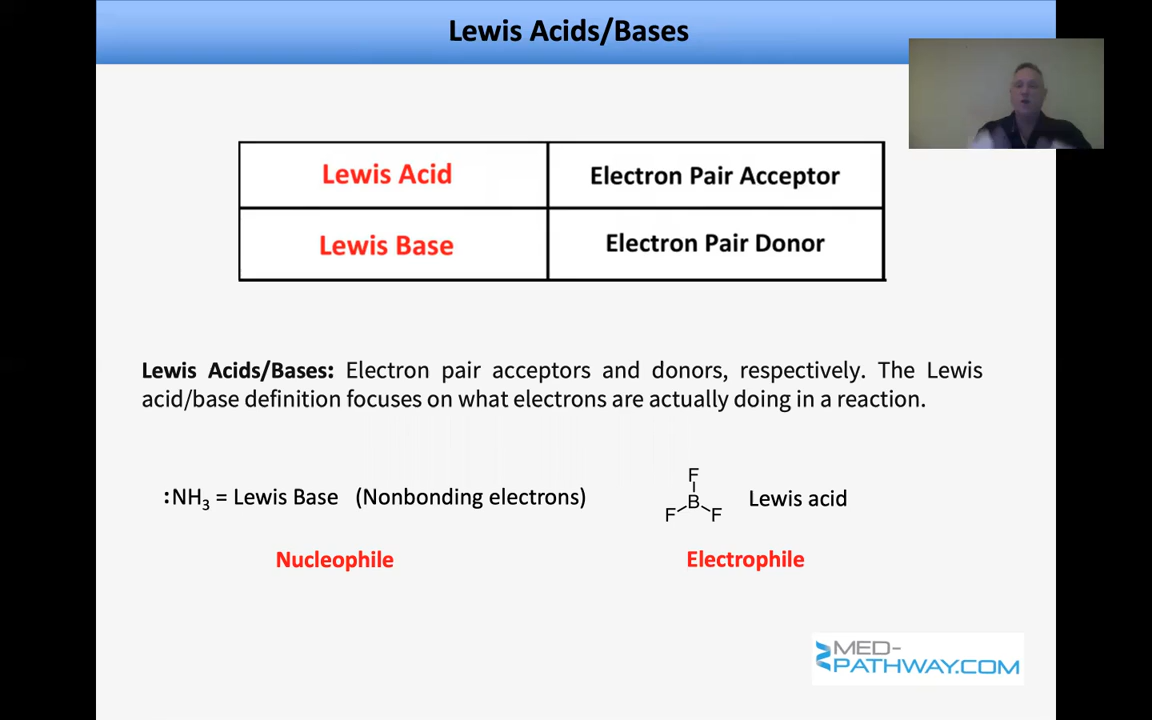 Lewis Acids/Bases
Lewis Acid Electron Pair Acceptor
Lewis Base Electron Pair Donor
Lewis Acids/Bases: Electron pair acceptors and donors, respectively. The Lewis
acid/base definition focuses on what electrons are actually doing in a reaction.
:NH₃ = Lewis Base (Nonbonding electrons)
F
B
F F
Lewis acid
Nucleophile
Electrophile
MED-
PATHWAY.COM